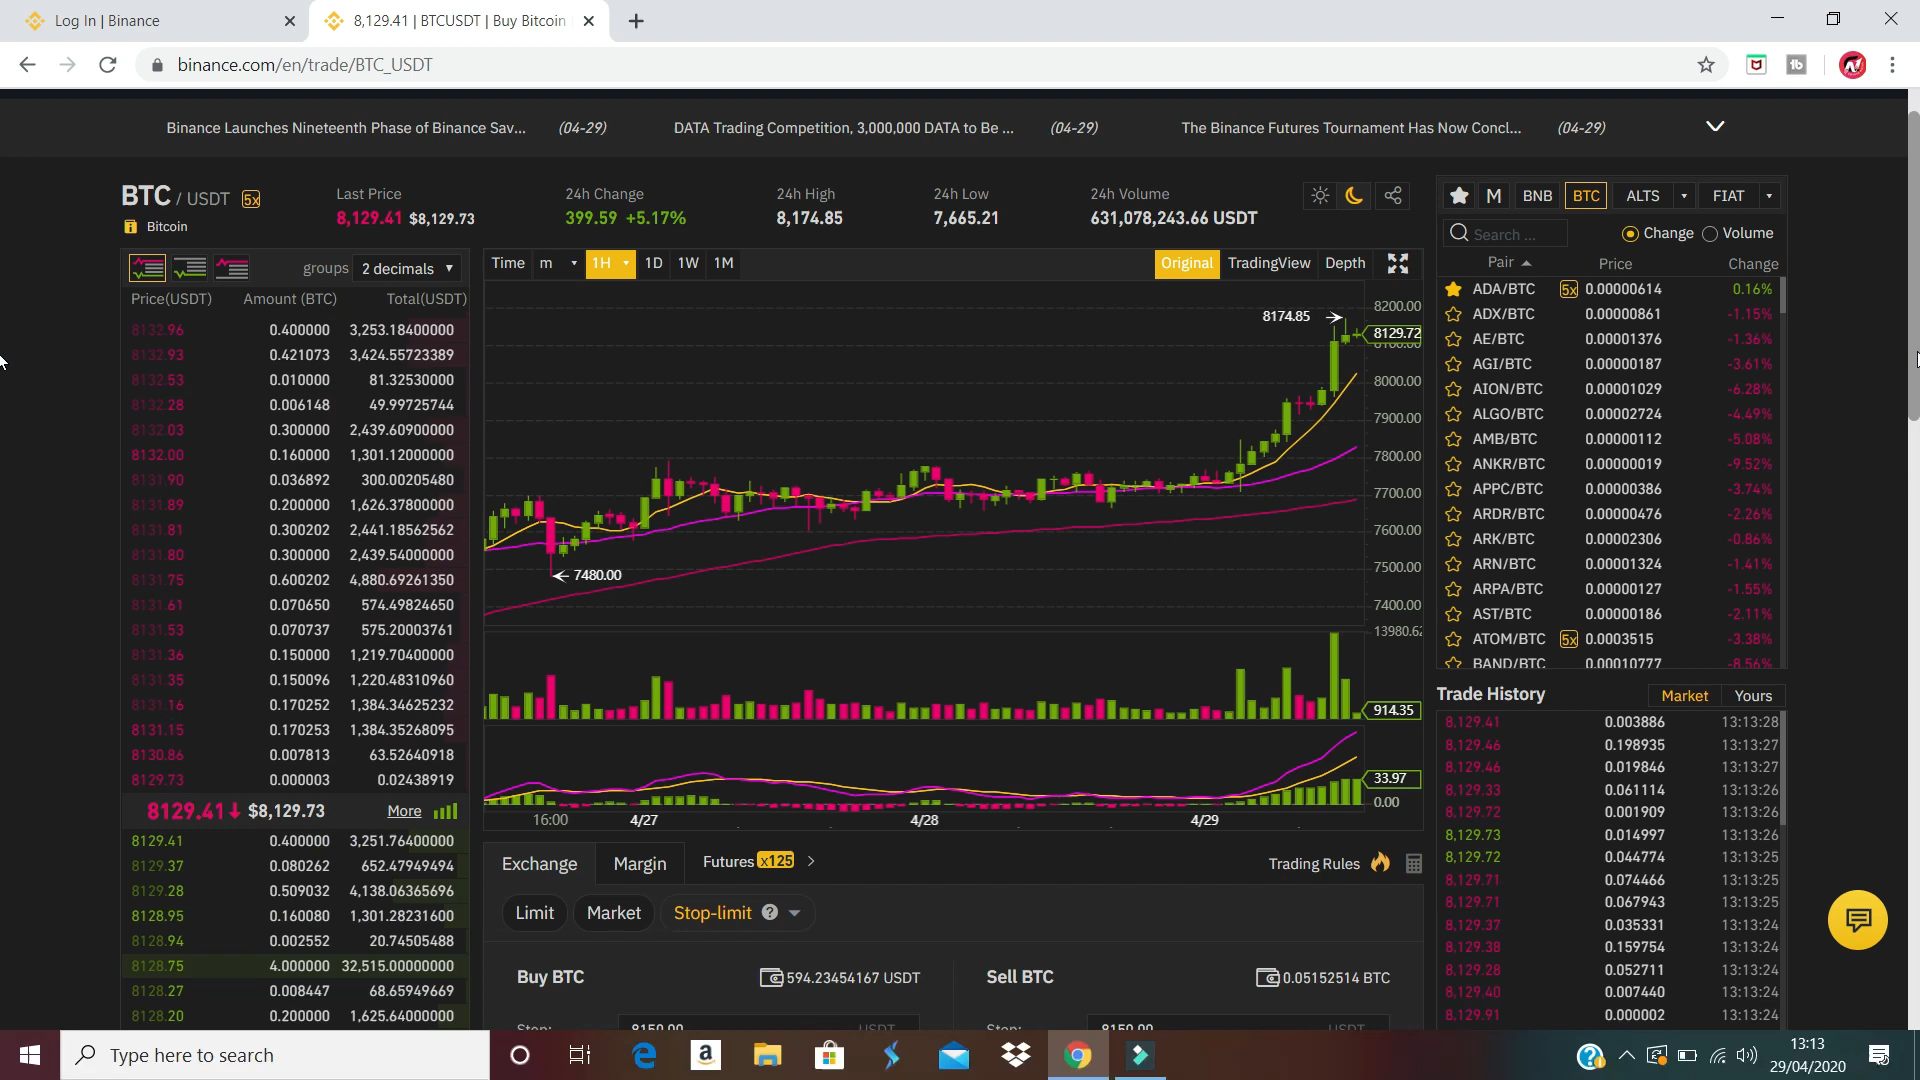 Log In | Binance
8,129.41 | BTCUSDT | Buy Bitcoin
binance.com/en/trade/BTC_USDT
Binance Launches Nineteenth Phase of Binance Sav... (04-29) DATA Trading Competition, 3,000,000 DATA to Be ... (04-29) The Binance Futures Tournament Has Now Concl... (04-29)
BTC / USDT 5x
Bitcoin
Last Price
8,129.41 $8,129.73
24h Change
399.59 +5.17%
24h High
8,174.85
24h Low
7,665.21
24h Volume
631,078,243.66 USDT
groups 2 decimals
Price(USDT) Amount (BTC) Total(USDT)
8132.96 0.400000 3,253.18400000
8132.93 0.421073 3,424.55723389
8132.53 0.010000 81.32530000
8132.28 0.006148 49.99725744
8132.03 0.300000 2,439.60900000
8132.00 0.160000 1,301.12000000
8131.90 0.036892 300.00205480
8131.89 0.200000 1,626.37800000
8131.81 0.300202 2,441.18562562
8131.80 0.300000 2,439.54000000
8131.75 0.600202 4,880.69261350
8131.61 0.070650 574.49824650
8131.53 0.070737 575.20003761
8131.36 0.150000 1,219.70400000
8131.35 0.150096 1,220.48310960
8131.16 0.170252 1,384.34625232
8131.15 0.170253 1,384.35268095
8130.86 0.007813 63.52640918
8129.73 0.000003 0.02438919
8129.41 $8,129.73 More
8129.41 0.400000 3,251.76400000
8129.37 0.080262 652.47949494
8129.28 0.509032 4,138.06365696
8128.95 0.160080 1,301.28231600
8128.94 0.002552 20.74505488
8128.75 4.000000 32,515.00000000
8128.27 0.008447 68.65949669
8128.20 0.200000 1,625.64000000
Time m 1H 1D 1W 1M
Original TradingView Depth
8200.00
8174.85
8129.72
8100.00
8000.00
7900.00
7800.00
7700.00
7600.00
7500.00
7480.00
7400.00
13980.62
914.35
33.97
0.00
16:00 4/27 4/28 4/29
Exchange Margin Futures x125
Trading Rules
Limit Market Stop-limit ?
Buy BTC 594.23454167 USDT
Sell BTC 0.05152514 BTC
Stop: 8150.00 USDT
Stop: 8150.00 USDT
M BNB BTC ALTS FIAT
Search ...
Change Volume
Pair Price Change
ADA/BTC 5x 0.00000614 0.16%
ADX/BTC 0.00000861 -1.15%
AE/BTC 0.00001376 -1.36%
AGI/BTC 0.00000187 -3.61%
AION/BTC 0.00001029 -6.28%
ALGO/BTC 0.00002724 -4.49%
AMB/BTC 0.00000112 -5.08%
ANKR/BTC 0.00000019 -9.52%
APPC/BTC 0.00000386 -3.74%
ARDR/BTC 0.00000476 -2.26%
ARK/BTC 0.00002306 -0.86%
ARN/BTC 0.00001324 -1.41%
ARPA/BTC 0.00000127 -1.55%
AST/BTC 0.00000186 -2.11%
ATOM/BTC 5x 0.0003515 -3.38%
BAND/BTC 0.00010777 -8.56%
Trade History Market Yours
8,129.41 0.003886 13:13:28
8,129.46 0.198935 13:13:27
8,129.46 0.019846 13:13:27
8,129.33 0.061114 13:13:26
8,129.72 0.001909 13:13:26
8,129.73 0.014997 13:13:26
8,129.72 0.044774 13:13:25
8,129.71 0.074466 13:13:25
8,129.71 0.067943 13:13:25
8,129.37 0.035331 13:13:24
8,129.38 0.159754 13:13:24
8,129.28 0.052711 13:13:24
8,129.40 0.007440 13:13:24
8,129.91 0.000002 13:13:24
Type here to search
13:13
29/04/2020